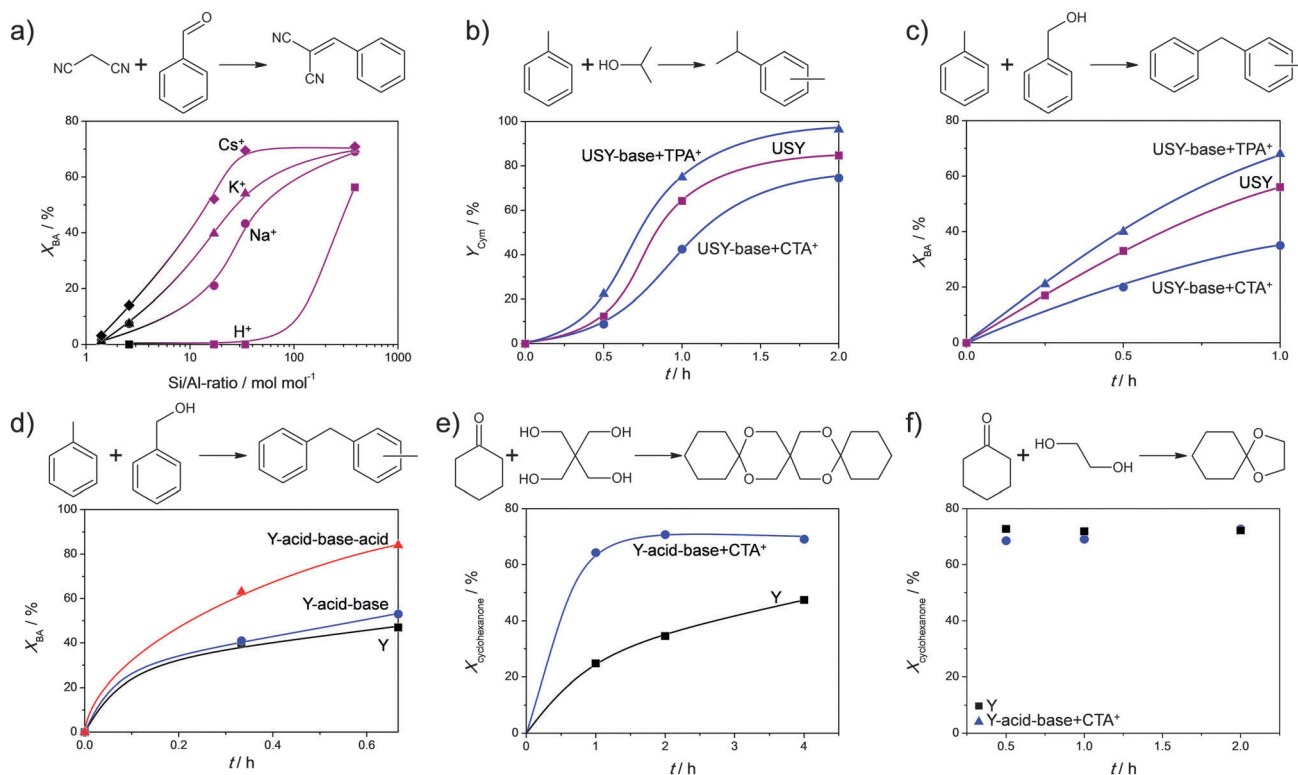 a)
NC
CN
+
O
NC
CN
X_BA / %
80
70
60
50
40
30
20
10
0
Cs⁺
K⁺
Na⁺
H⁺
1
10
100
1000
Si/Al-ratio / mol mol⁻¹
b)
+
HO
Y_Cym / %
100
80
60
40
20
0
USY-base+TPA⁺
USY
USY-base+CTA⁺
0.0
0.5
1.0
1.5
2.0
t / h
c)
+
OH
X_BA / %
80
60
40
20
0
USY-base+TPA⁺
USY
USY-base+CTA⁺
0.0
0.5
1.0
t / h
d)
+
OH
X_BA / %
100
80
60
40
20
0
Y-acid-base-acid
Y-acid-base
Y
0.0
0.2
0.4
0.6
t / h
e)
O
+
HO
OH
HO
OH
O
O
O
O
X_cyclohexanone / %
80
60
40
20
0
Y-acid-base+CTA⁺
Y
0
1
2
3
4
t / h
f)
O
+
HO
OH
O
O
X_cyclohexanone / %
80
60
40
20
0
Y
Y-acid-base+CTA⁺
0.5
1.0
1.5
2.0
t / h